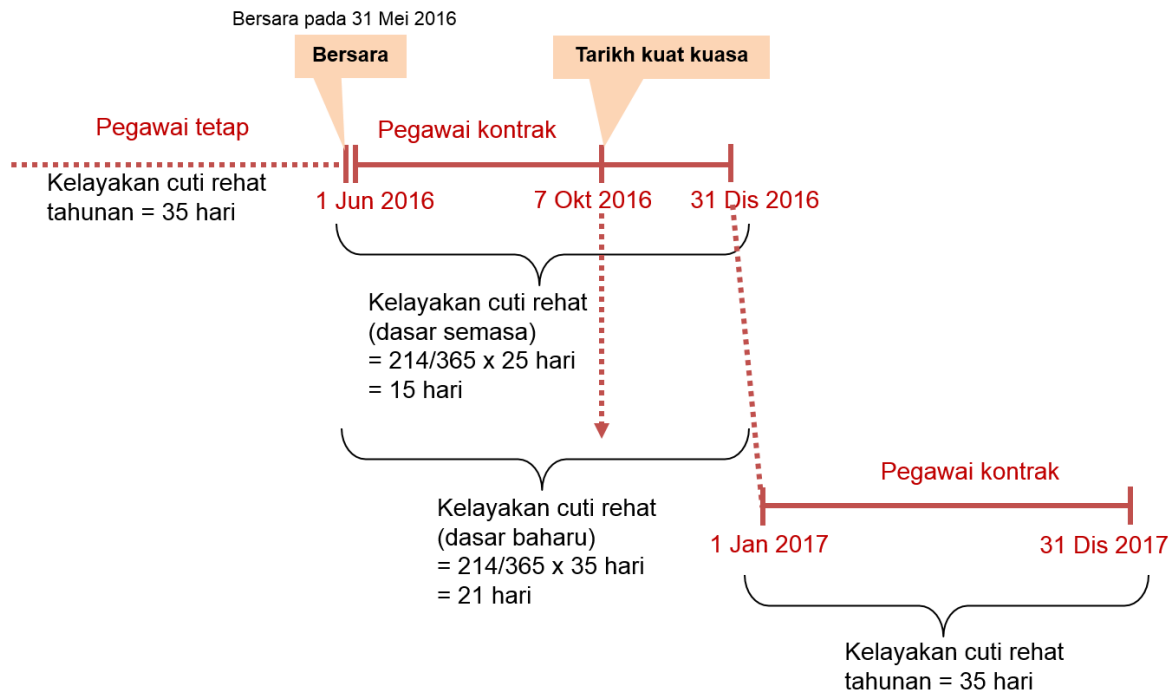 Bersara pada 31 Mei 2016
Bersara
Tarikh kuat kuasa
Pegawai tetap
Pegawai kontrak
Kelayakan cuti rehat
tahunan = 35 hari
1 Jun 2016
7 Okt 2016
31 Dis 2016
Kelayakan cuti rehat
(dasar semasa)
= 214/365 x 25 hari
= 15 hari
Kelayakan cuti rehat
(dasar baharu)
= 214/365 x 35 hari
= 21 hari
Pegawai kontrak
1 Jan 2017
31 Dis 2017
Kelayakan cuti rehat
tahunan = 35 hari